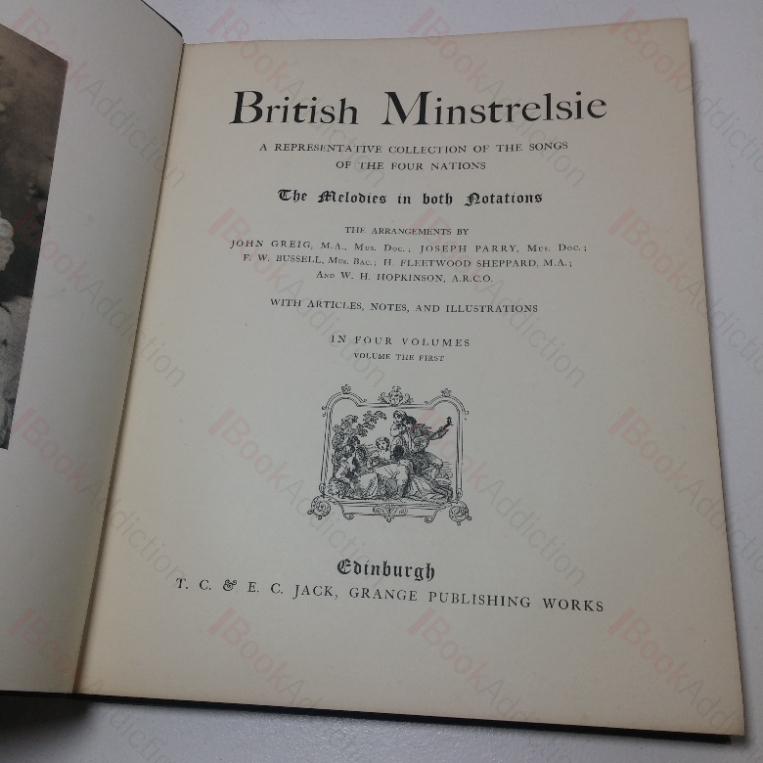 British Minstrelsie
A REPRESENTATIVE COLLECTION OF THE SONGS
OF THE FOUR NATIONS
The Melodies in both Notations
THE ARRANGEMENTS BY
JOHN GREIG, M.A., Mus. Doc.; JOSEPH PARRY, Mus. Doc.;
F. W. BUSSELL, Mus. Bac.; H. FLEETWOOD SHEPPARD, M.A.;
And W. H. HOPKINSON, A.R.C.O.
WITH ARTICLES, NOTES, AND ILLUSTRATIONS
IN FOUR VOLUMES
VOLUME THE FIRST
Edinburgh
T. C. & E. C. JACK, GRANGE PUBLISHING WORKS
BookAddiction